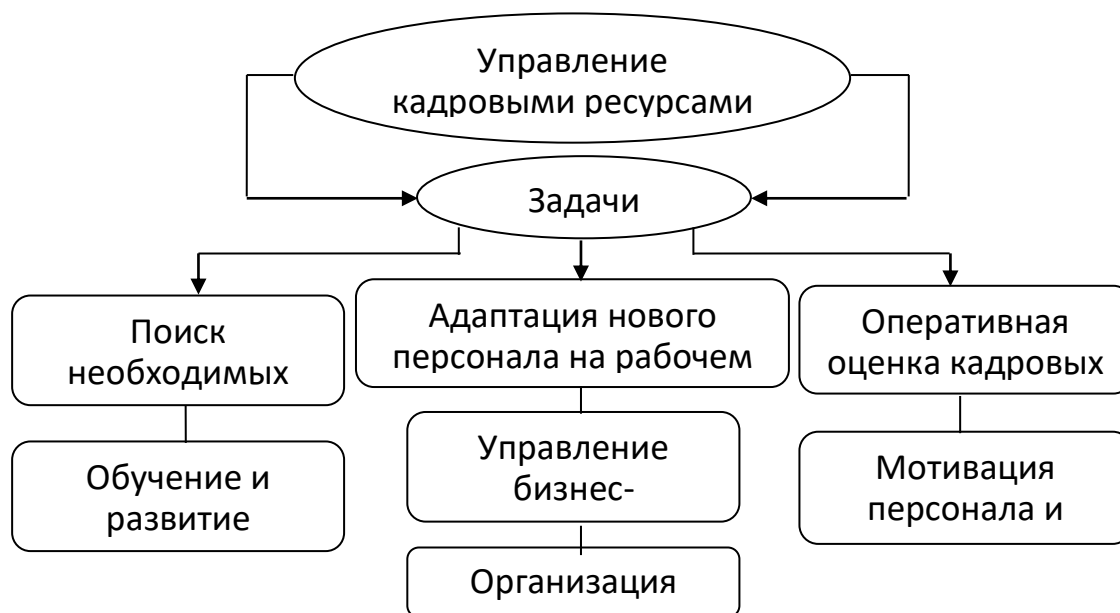 Управление
кадровыми ресурсами
Задачи
Поиск
необходимых
Адаптация нового
персонала на рабочем
Оперативная
оценка кадровых
Обучение и
развитие
Управление
бизнес-
Мотивация
персонала и
Организация